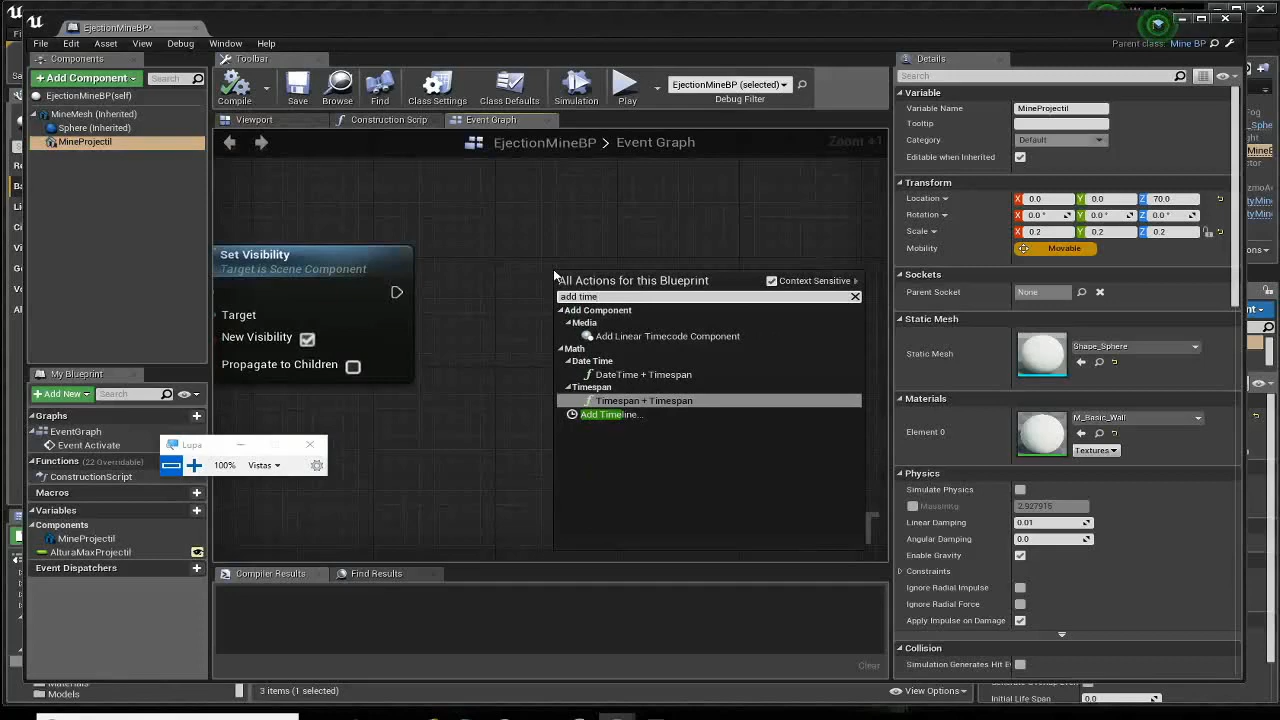 EjectionMineBP*
File Edit Asset View Debug Window Help
Parent class: Mine BP
Components
Toolbar
Details
+ Add Component
Search
EjectionMineBP(self)
MineMesh (Inherited)
Sphere (Inherited)
MineProjectil
Compile Save Browse Find Class Settings Class Defaults Simulation Play
EjectionMineBP (selected)
Debug Filter
Viewport Construction Scrip Event Graph
EjectionMineBP > Event Graph
Zoom -4
Set Visibility
Target is Scene Component
Target
New Visibility
Propagate to Children
All Actions for this Blueprint
Context Sensitive
add time
Add Component
Media
Add Linear Timecode Component
Math
Date Time
DateTime + Timespan
Timespan
Timespan + Timespan
Add Timeline...
My Blueprint
+ Add New
Search
Graphs
EventGraph
Event Activate
Functions (22 Overridable)
ConstructionScript
Macros
Variables
Components
MineProjectil
AlturaMaxProjectil
Event Dispatchers
Lupa
100% Vistas
Compiler Results Find Results
Clear
Search
Variable
Variable Name MineProjectil
Tooltip
Category Default
Editable when Inherited
Transform
Location X 0.0 Y 0.0 Z 70.0
Rotation X 0.0 ° Y 0.0 ° Z 0.0 °
Scale X 0.2 Y 0.2 Z 0.2
Mobility Movable
Sockets
Parent Socket None
Static Mesh
Static Mesh Shape_Sphere
Materials
Element 0 M_Basic_Wall
Textures
Physics
Simulate Physics
MassInKg 2.927915
Linear Damping 0.01
Angular Damping 0.0
Enable Gravity
Constraints
Ignore Radial Impulse
Ignore Radial Force
Apply Impulse on Damage
Collision
Simulation Generates Hit E
Models
3 items (1 selected)
View Options
Initial Life Span 0.0